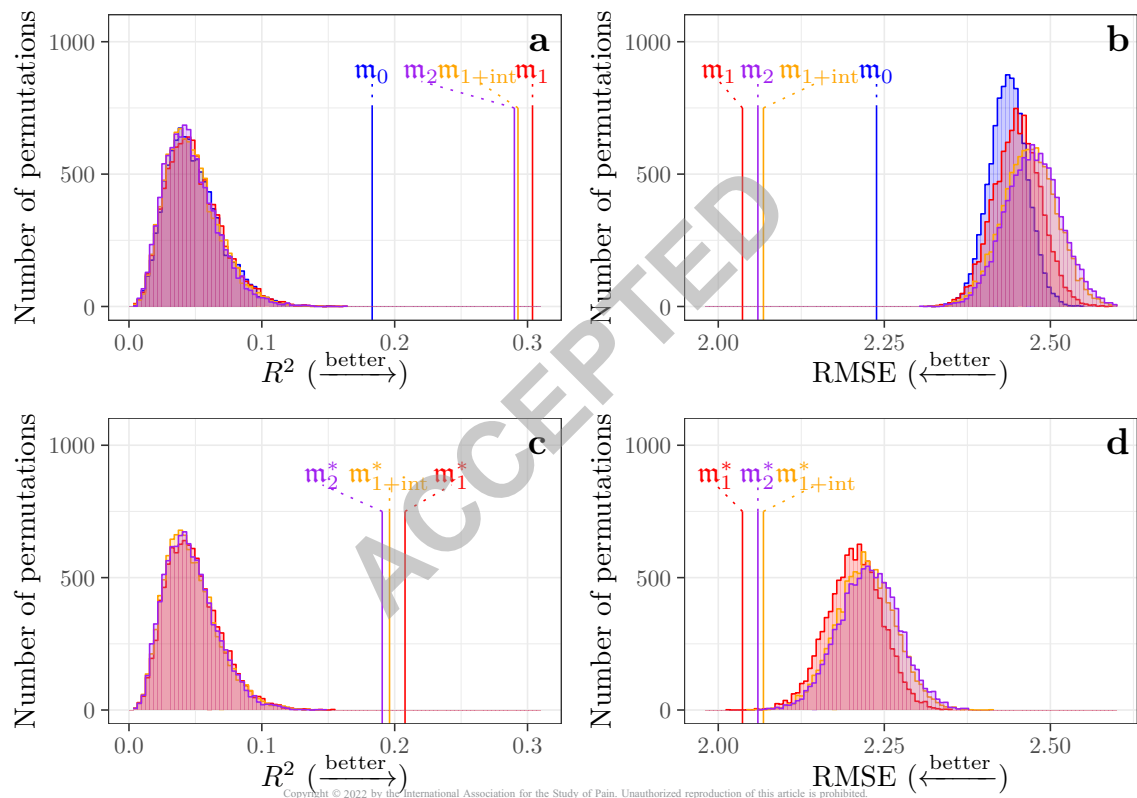 Number of permutations
1000
500
0
a
𝔪₀
𝔪₂ 𝔪₁₊ᵢₙₜ 𝔪₁
0.0 0.1 0.2 0.3
R² (better→)
Number of permutations
1000
500
0
b
𝔪₁ 𝔪₂ 𝔪₁₊ᵢₙₜ 𝔪₀
2.00 2.25 2.50
RMSE (←better)
ACCEPTED
Number of permutations
1000
500
0
c
𝔪₂* 𝔪₁₊ᵢₙₜ* 𝔪₁*
0.0 0.1 0.2 0.3
R² (better→)
Number of permutations
1000
500
0
d
𝔪₁* 𝔪₂* 𝔪₁₊ᵢₙₜ*
2.00 2.25 2.50
RMSE (←better)
Copyright © 2022 by the International Association for the Study of Pain. Unauthorized reproduction of this article is prohibited.